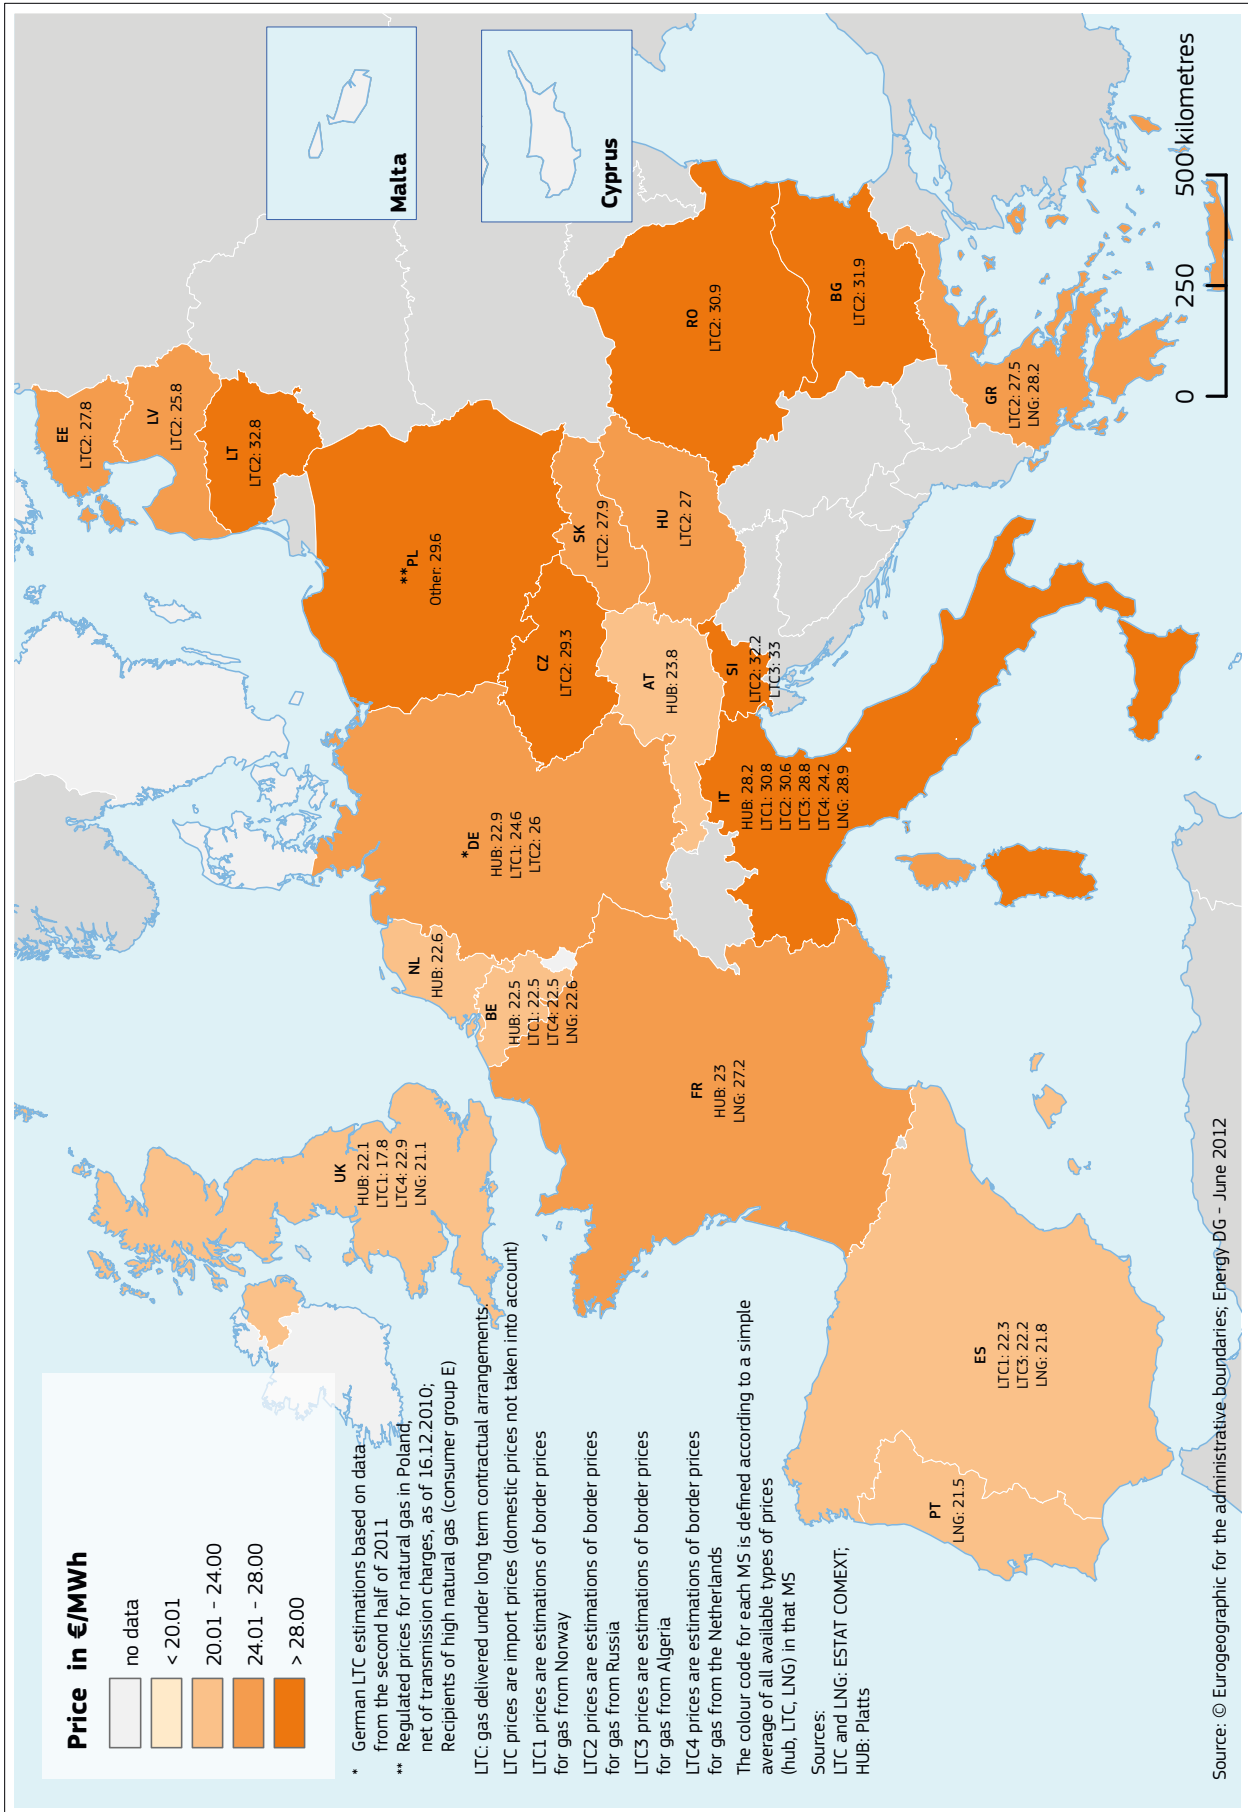 Price in €/MWh
no data
< 20.01
20.01 - 24.00
24.01 - 28.00
> 28.00
* German LTC estimations based on data
from the second half of 2011
** Regulated prices for natural gas in Poland,
net of transmission charges, as of 16.12.2010;
Recipients of high natural gas (consumer group E)
LTC: gas delivered under long term contractual arrangements.
LTC prices are import prices (domestic prices not taken into account)
LTC1 prices are estimations of border prices
for gas from Norway
LTC2 prices are estimations of border prices
for gas from Russia
LTC3 prices are estimations of border prices
for gas from Algeria
LTC4 prices are estimations of border prices
for gas from the Netherlands
The colour code for each MS is defined according to a simple
average of all available types of prices
(hub, LTC, LNG) in that MS
Sources:
LTC and LNG: ESTAT COMEXT;
HUB: Platts
EE
LTC2: 27.8
LV
LTC2: 25.8
LT
LTC2: 32.8
**PL
Other: 29.6
UK
HUB: 22.1
LTC1: 17.8
LTC4: 22.9
LNG: 21.1
NL
HUB: 22.6
*DE
HUB: 22.9
LTC1: 24.6
LTC2: 26
BE
HUB: 22.5
LTC1: 22.5
LTC4: 22.5
LNG: 22.6
CZ
LTC2: 29.3
SK
LTC2: 27.9
AT
HUB: 23.8
HU
LTC2: 27
RO
LTC2: 30.9
FR
HUB: 23
LNG: 27.2
IT
HUB: 28.2
LTC1: 30.8
LTC2: 30.6
LTC3: 28.8
LTC4: 24.2
LNG: 28.9
SI
LTC2: 32.2
LTC3: 33
BG
LTC2: 31.9
PT
LNG: 21.5
ES
LTC1: 22.3
LTC3: 22.2
LNG: 21.8
GR
LTC2: 27.5
LNG: 28.2
Malta
Cyprus
0 250 500 kilometres
Source: © Eurogeographic for the administrative boundaries; Energy DG - June 2012